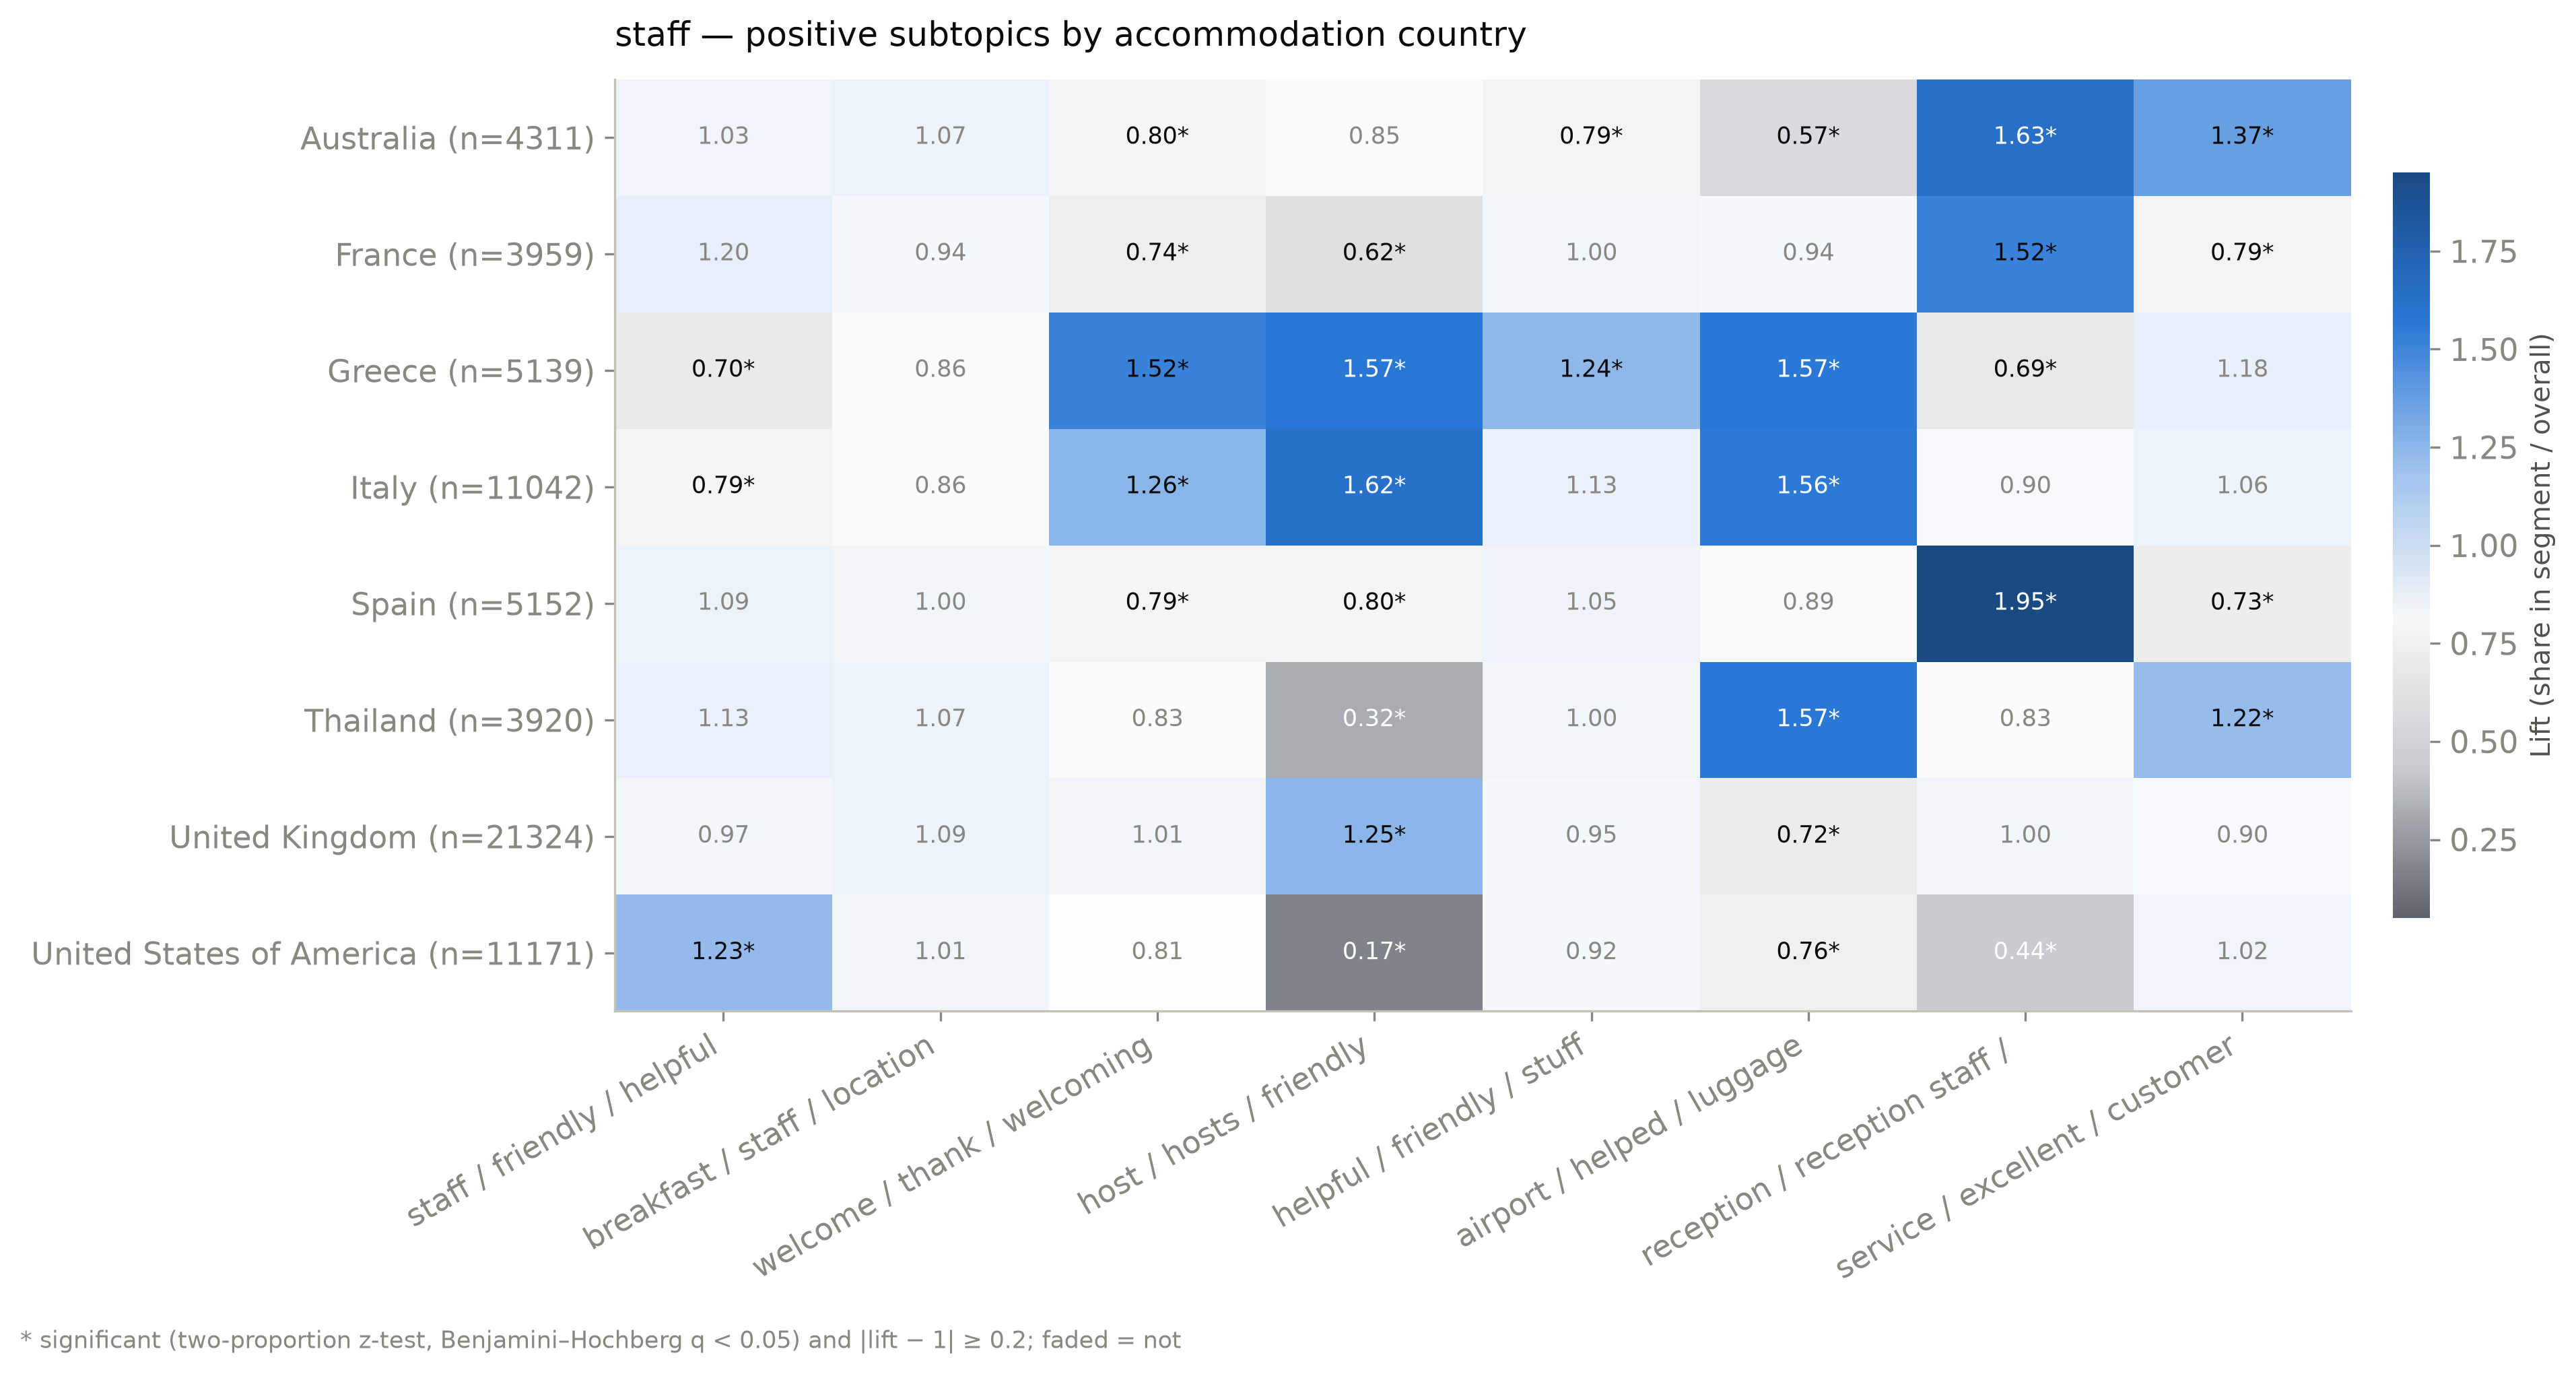 staff — positive subtopics by accommodation country
Australia (n=4311) 1.03 1.07 0.80* 0.85 0.79* 0.57* 1.63* 1.37*
France (n=3959) 1.20 0.94 0.74* 0.62* 1.00 0.94 1.52* 0.79*
Greece (n=5139) 0.70* 0.86 1.52* 1.57* 1.24* 1.57* 0.69* 1.18
Italy (n=11042) 0.79* 0.86 1.26* 1.62* 1.13 1.56* 0.90 1.06
Spain (n=5152) 1.09 1.00 0.79* 0.80* 1.05 0.89 1.95* 0.73*
Thailand (n=3920) 1.13 1.07 0.83 0.32* 1.00 1.57* 0.83 1.22*
United Kingdom (n=21324) 0.97 1.09 1.01 1.25* 0.95 0.72* 1.00 0.90
United States of America (n=11171) 1.23* 1.01 0.81 0.17* 0.92 0.76* 0.44* 1.02
staff / friendly / helpful
breakfast / staff / location
welcome / thank / welcoming
host / hosts / friendly
helpful / friendly / stuff
airport / helped / luggage
reception / reception staff /
service / excellent / customer
1.75
1.50
1.25
1.00
0.75
0.50
0.25
Lift (share in segment / overall)
* significant (two-proportion z-test, Benjamini–Hochberg q < 0.05) and |lift − 1| ≥ 0.2; faded = not